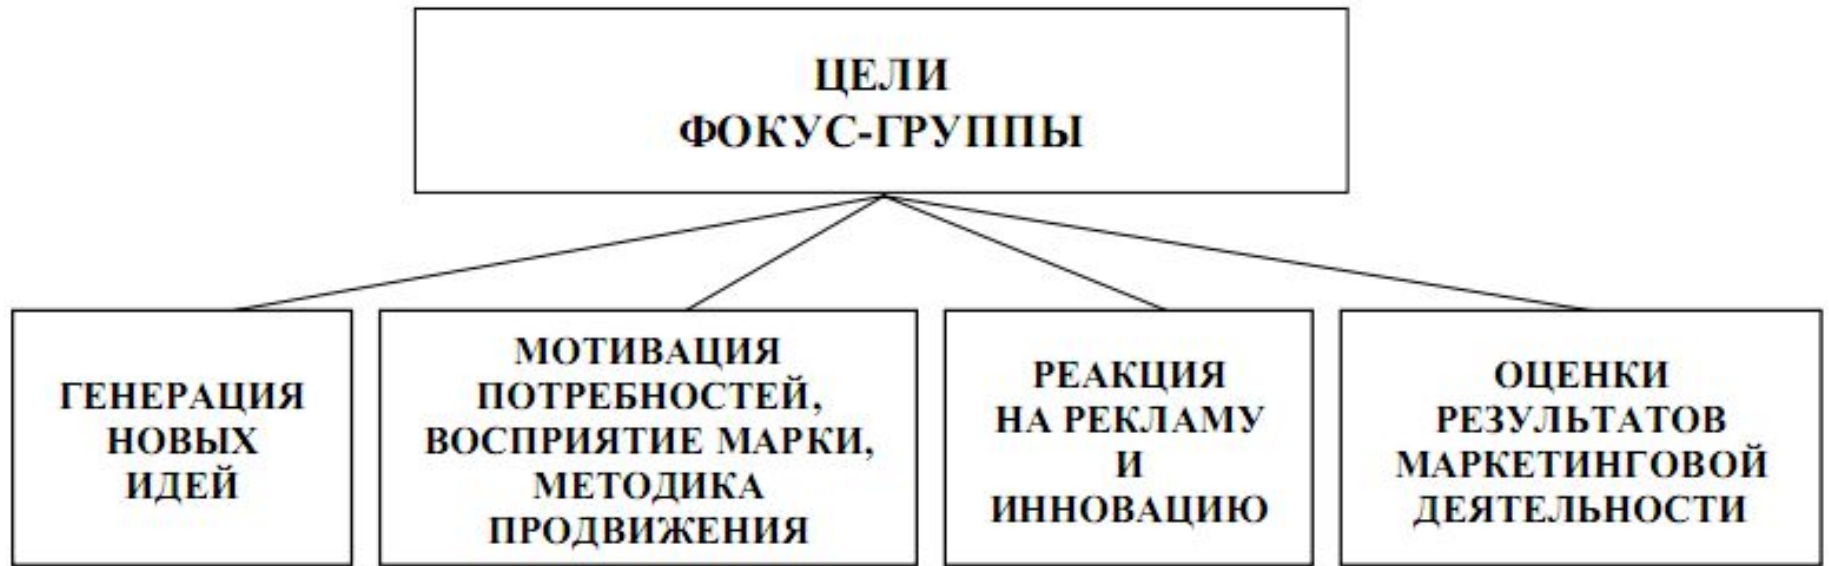 ЦЕЛИ
ФОКУС-ГРУППЫ
ГЕНЕРАЦИЯ
НОВЫХ
ИДЕЙ
МОТИВАЦИЯ
ПОТРЕБНОСТЕЙ,
ВОСПРИЯТИЕ МАРКИ,
МЕТОДИКА
ПРОДВИЖЕНИЯ
РЕАКЦИЯ
НА РЕКЛАМУ
И
ИННОВАЦИЮ
ОЦЕНКИ
РЕЗУЛЬТАТОВ
МАРКЕТИНГОВОЙ
ДЕЯТЕЛЬНОСТИ